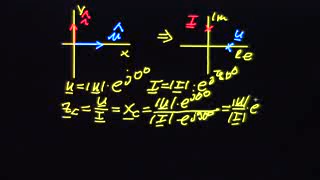 y î û x ⇒ I Im U Re
u = |u| · e^j0° I = |I| · e^j90°
z_c = u/I = x_c = |u| · e^j0° / |I| · e^j90° = |u|/|I| e